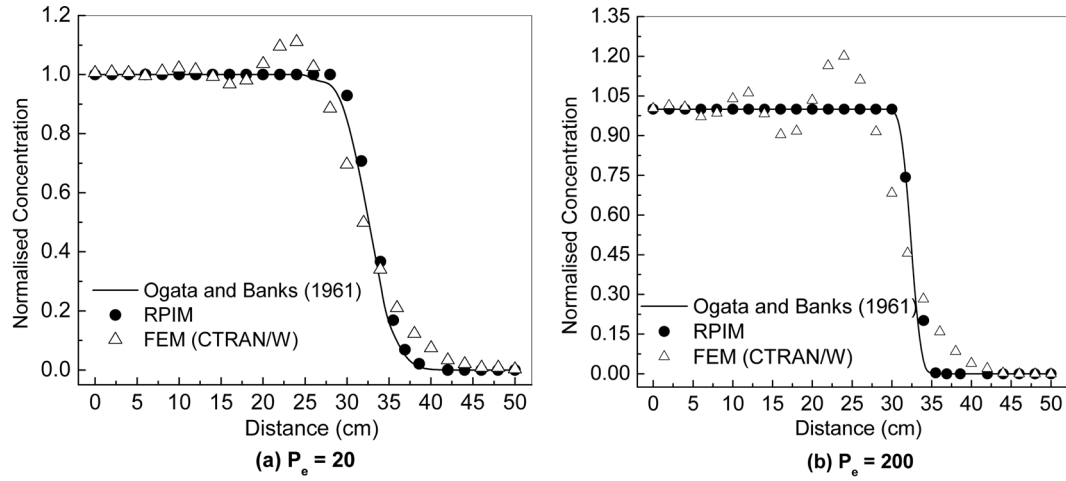 1.2
1.0
0.8
0.6
0.4
0.2
0.0
Normalised Concentration
Ogata and Banks (1961)
RPIM
FEM (CTRAN/W)
0 5 10 15 20 25 30 35 40 45 50
Distance (cm)
(a) Pe = 20
1.35
1.20
1.05
0.90
0.75
0.60
0.45
0.30
0.15
0.00
Normalised Concentration
Ogata and Banks (1961)
RPIM
FEM (CTRAN/W)
0 5 10 15 20 25 30 35 40 45 50
Distance (cm)
(b) Pe = 200